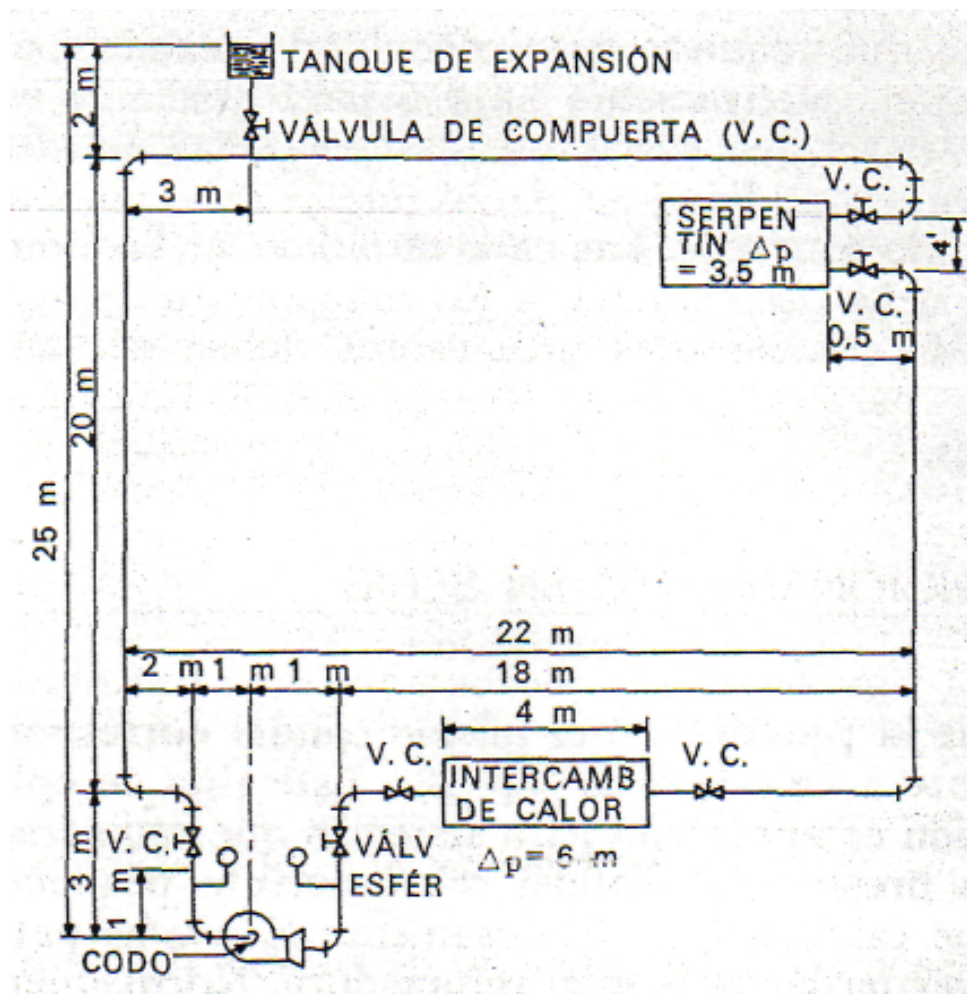 2 m
TANQUE DE EXPANSIÓN
VÁLVULA DE COMPUERTA (V. C.)
3 m
V. C.
SERPEN
TÍN Δp
= 3,5 m
4'
V. C.
0,5 m
20 m
25 m
22 m
2 m 1 m 1 m 18 m
4 m
V. C. V. C.
INTERCAMB
DE CALOR
Δp = 6 m
3 m
V. C.
VÁLV
ESFÉR
1 m
CODO